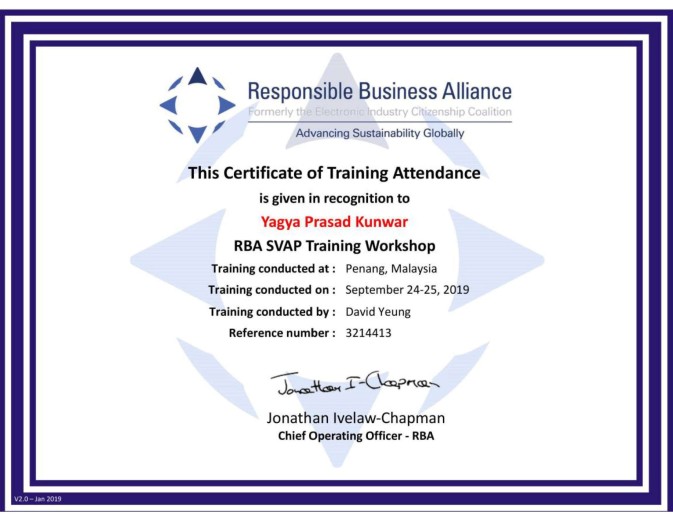 Responsible Business Alliance
Formerly the Electronic Industry Citizenship Coalition
Advancing Sustainability Globally
This Certificate of Training Attendance
is given in recognition to
Yagya Prasad Kunwar
RBA SVAP Training Workshop
Training conducted at : Penang, Malaysia
Training conducted on : September 24-25, 2019
Training conducted by : David Yeung
Reference number : 3214413
Jonathan I-Chapman
Jonathan Ivelaw-Chapman
Chief Operating Officer - RBA
V2.0 – Jan 2019